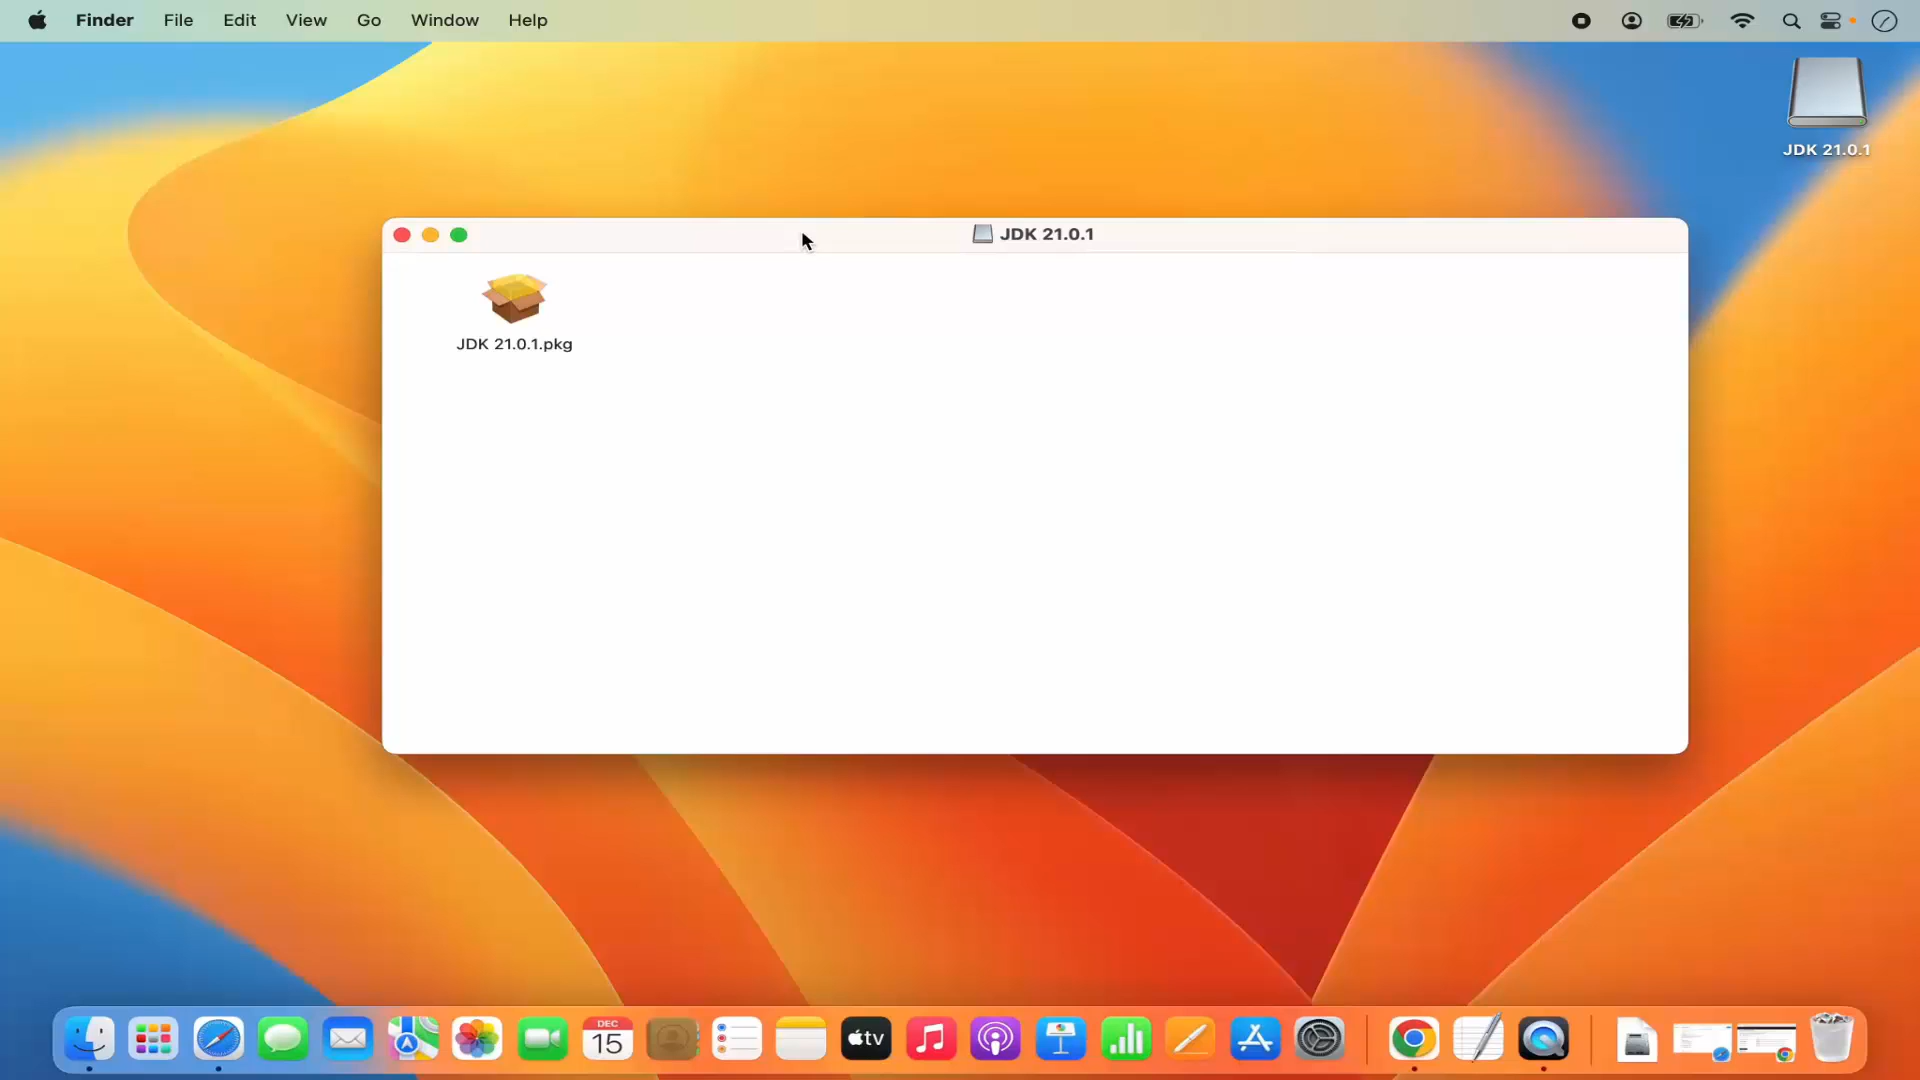 Finder File Edit View Go Window Help
JDK 21.0.1
JDK 21.0.1
JDK 21.0.1.pkg
DEC
15
tv